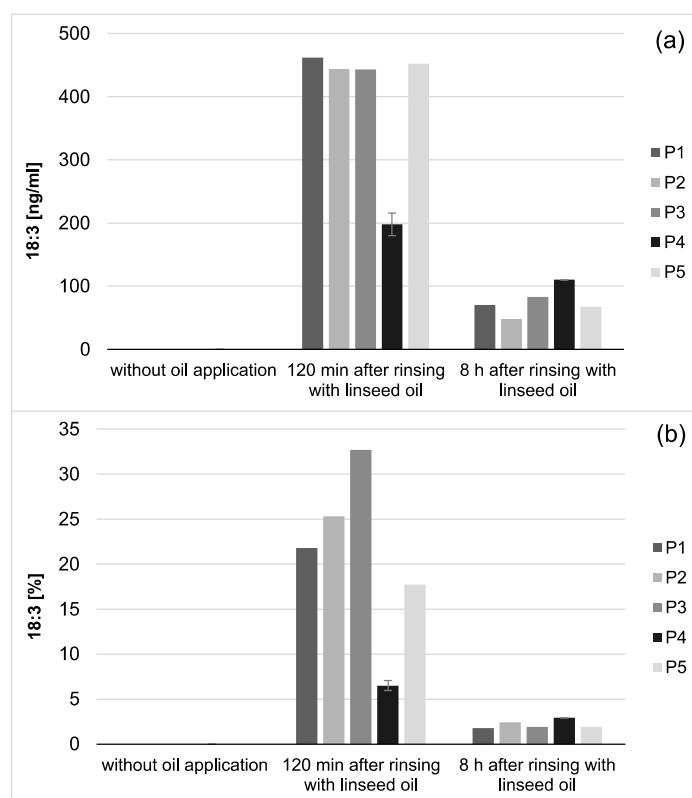 (a)
500
400
300
200
100
0
18:3 [ng/ml]
without oil application
120 min after rinsing
with linseed oil
8 h after rinsing with
linseed oil
P1
P2
P3
P4
P5
(b)
35
30
25
20
15
10
5
0
18:3 [%]
without oil application
120 min after rinsing
with linseed oil
8 h after rinsing with
linseed oil
P1
P2
P3
P4
P5